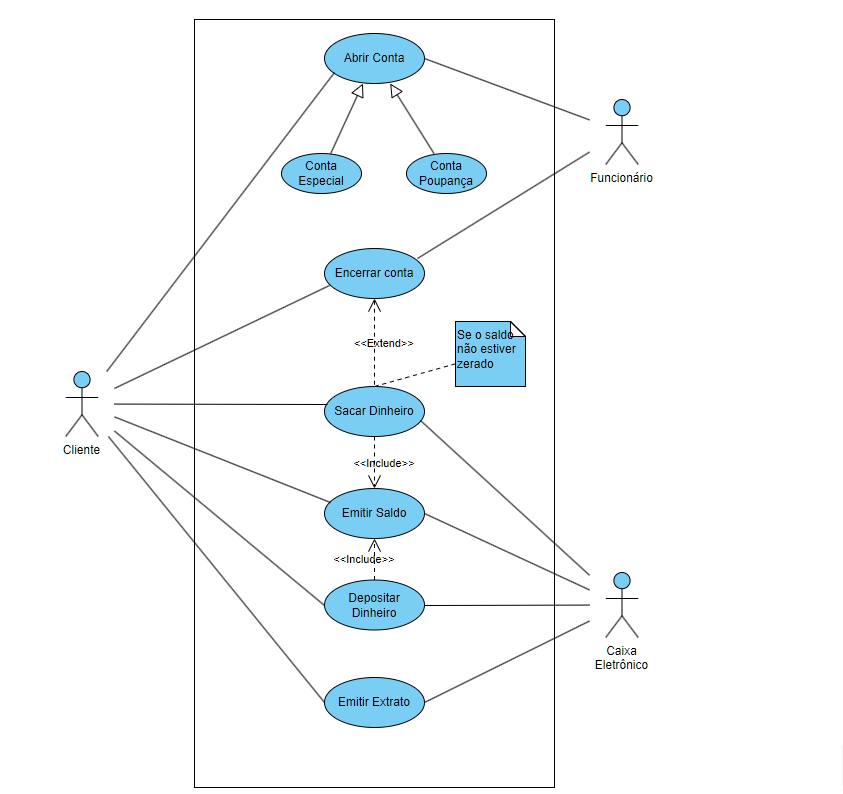 Abrir Conta
Conta
Especial
Conta
Poupança
Funcionário
Encerrar conta
<<Extend>>
Se o saldo
não estiver
zerado
Sacar Dinheiro
Cliente
<<Include>>
Emitir Saldo
<<Include>>
Depositar
Dinheiro
Caixa
Eletrônico
Emitir Extrato